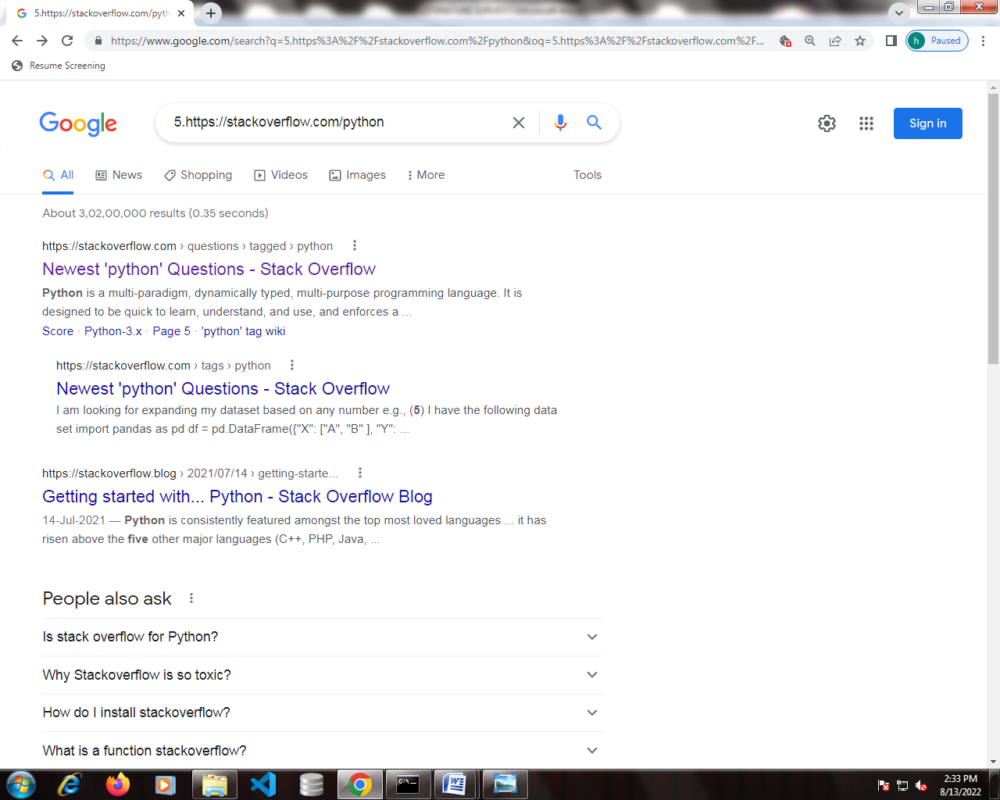 5.https://stackoverflow.com/pyth
https://www.google.com/search?q=5.https%3A%2F%2Fstackoverflow.com%2Fpython&oq=5.https%3A%2F%2Fstackoverflow.com%2F...
h Paused
Resume Screening
Google
5.https://stackoverflow.com/python
Sign in
All News Shopping Videos Images More Tools
About 3,02,00,000 results (0.35 seconds)
https://stackoverflow.com › questions › tagged › python
Newest 'python' Questions - Stack Overflow
Python is a multi-paradigm, dynamically typed, multi-purpose programming language. It is
designed to be quick to learn, understand, and use, and enforces a ...
Score · Python-3.x · Page 5 · 'python' tag wiki
https://stackoverflow.com › tags › python
Newest 'python' Questions - Stack Overflow
I am looking for expanding my dataset based on any number e.g., (5) I have the following data
set import pandas as pd df = pd.DataFrame({"X": ["A", "B" ], "Y": ...
https://stackoverflow.blog › 2021/07/14 › getting-starte...
Getting started with... Python - Stack Overflow Blog
14-Jul-2021 — Python is consistently featured amongst the top most loved languages ... it has
risen above the five other major languages (C++, PHP, Java, ...
People also ask
Is stack overflow for Python?
Why Stackoverflow is so toxic?
How do I install stackoverflow?
What is a function stackoverflow?
2:33 PM
8/13/2022